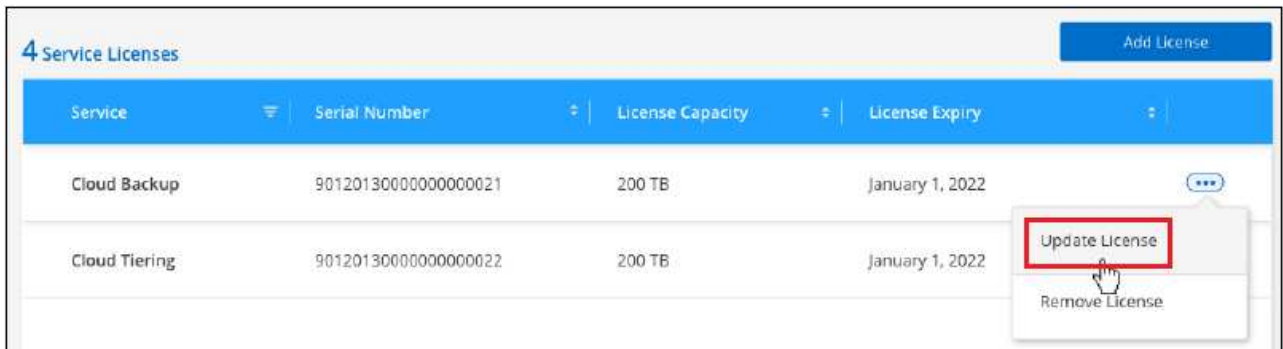 4 Service Licenses
Add License
Service Serial Number License Capacity License Expiry
Cloud Backup 90120130000000000021 200 TB January 1, 2022
Update License
Cloud Tiering 90120130000000000022 200 TB January 1, 2022
Remove License